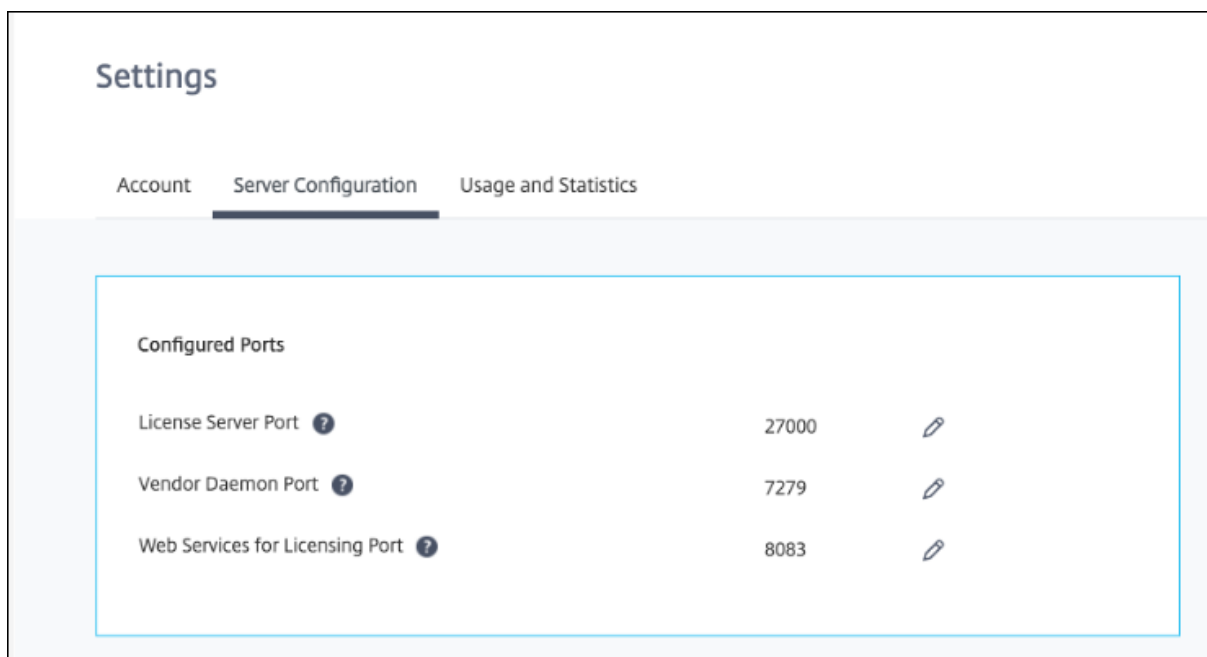 Settings
Account Server Configuration Usage and Statistics
Configured Ports
License Server Port ? 27000
Vendor Daemon Port ? 7279
Web Services for Licensing Port ? 8083